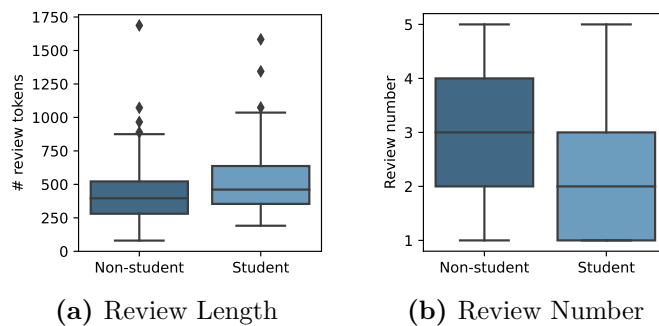 # review tokens
1750
1500
1250
1000
750
500
250
0
Non-student
Student
(a) Review Length
Review number
5
4
3
2
1
Non-student
Student
(b) Review Number